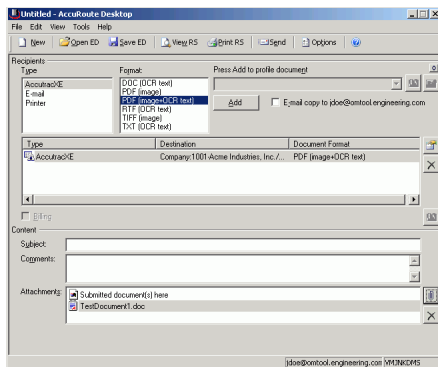 Untitled - AccuRoute Desktop
File Edit View Tools Help
New Open ED Save ED View RS Print RS Send Options
Recipients
Type Format Press Add to profile document
AccutracXE
E-mail
Printer
DOC (OCR text)
PDF (image)
PDF (image+OCR text)
RTF (OCR text)
TIFF (image)
TXT (OCR text)
Add E-mail copy to jdoe@omtool.engineering.com
Type Destination Document Format
AccutracXE Company:1001-Acme Industries, Inc./... PDF (image+OCR text)
Billing
Content
Subject:
Comments:
Attachments: Submitted document(s) here
TestDocument1.doc
jdoe@omtool.engineering.con VMJNKDMS